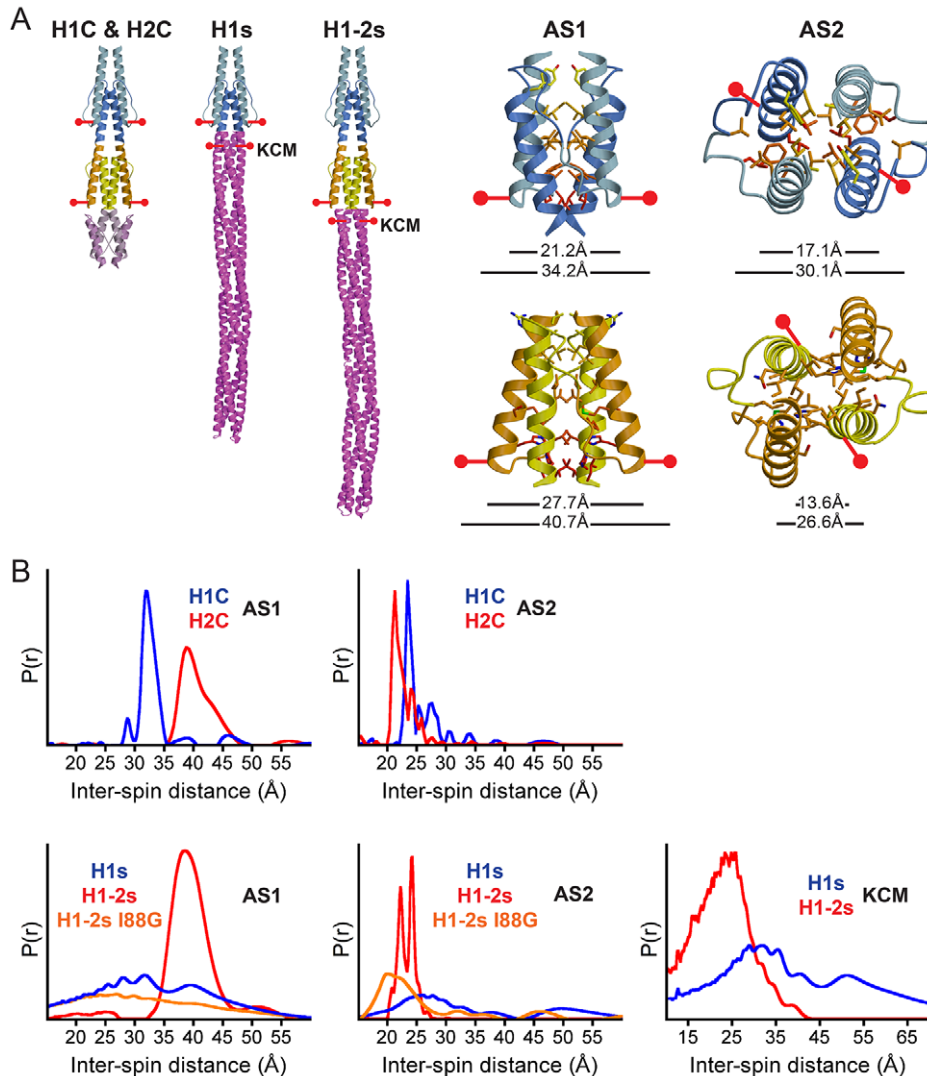 A
H1C & H2C H1s H1-2s AS1 AS2
KCM
KCM
21.2Å
34.2Å
17.1Å
30.1Å
27.7Å
40.7Å
13.6Å
26.6Å
B
H1C
H2C
AS1
P(r)
15 20 25 30 35 40 45 50 55
Inter-spin distance (Å)
H1C
H2C
AS2
P(r)
15 20 25 30 35 40 45 50 55
Inter-spin distance (Å)
H1s
H1-2s
H1-2s I88G
AS1
P(r)
15 20 25 30 35 40 45 50 55
Inter-spin distance (Å)
H1s
H1-2s
H1-2s I88G
AS2
P(r)
15 20 25 30 35 40 45 50 55
Inter-spin distance (Å)
H1s
H1-2s
KCM
P(r)
15 25 35 45 55 65
Inter-spin distance (Å)